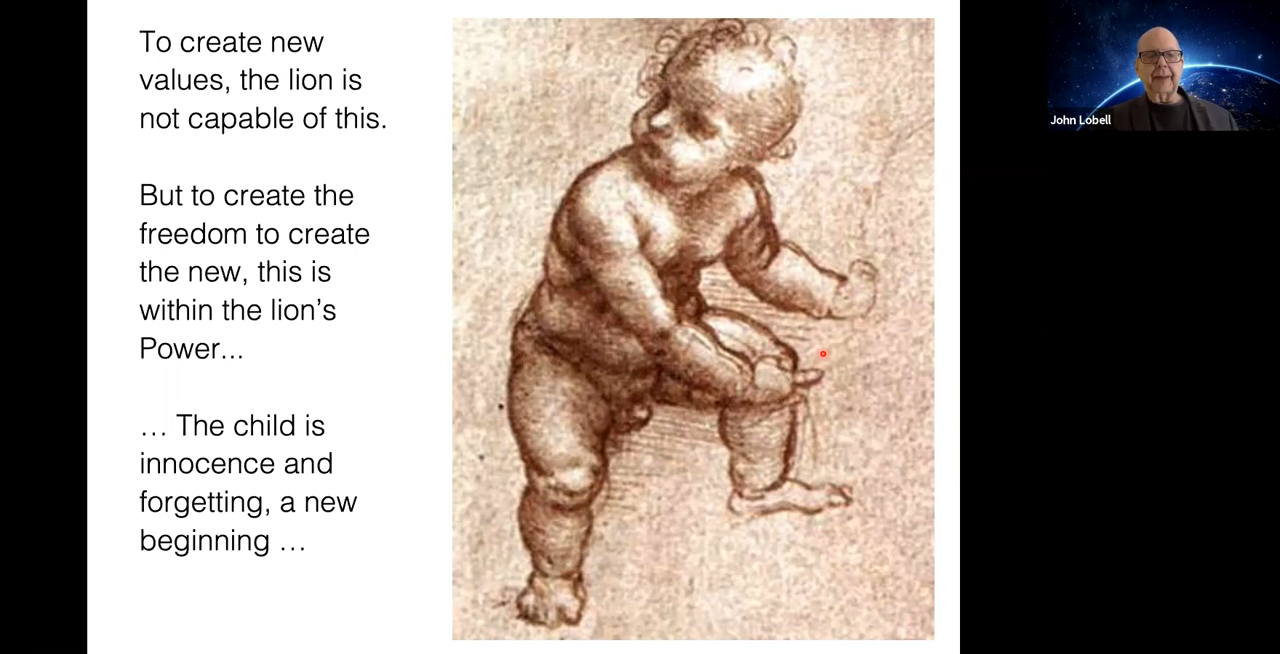 To create new
values, the lion is
not capable of this.
But to create the
freedom to create
the new, this is
within the lion’s
Power...
… The child is
innocence and
forgetting, a new
beginning …
John Lobell